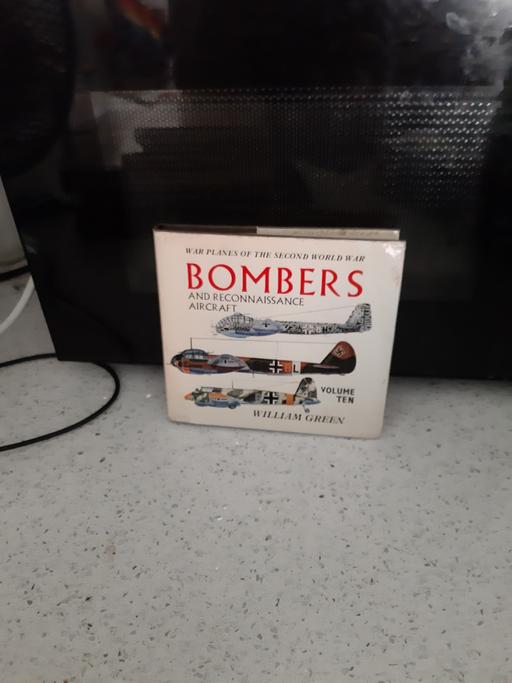 WAR PLANES OF THE SECOND WORLD WAR
BOMBERS
AND RECONNAISSANCE
AIRCRAFT
VOLUME
TEN
WILLIAM GREEN